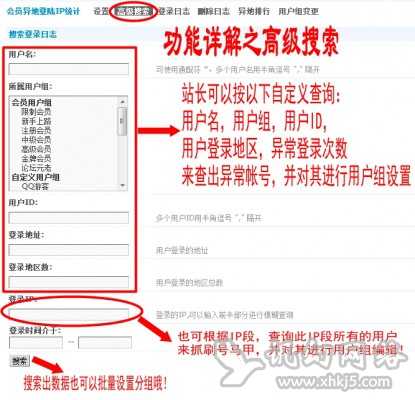 会员异地登陆IP统计 设置 高级搜索 登录日志 删除日志 异地排行 用户组变更
搜索登录日志
功能详解之高级搜索
用户名:
可使用通配符 *，多个用户名用半角逗号 "," 隔开
所属用户组:
站长可以按以下自定义查询:
会员用户组
限制会员
新手上路
注册会员
中级会员
高级会员
金牌会员
论坛元老
自定义用户组
QQ游客
用户名，用户组，用户ID，
用户登录地区，异常登录次数
来查出异常帐号，并对其进行用户组设置
用户ID:
多个用户ID用半角逗号 "," 隔开
登录地址:
用户登录的地址
登录地区数:
用户登录的地区总数
登录IP:
登录的IP,可以输入前半部分进行模糊查询
登录时间介于:
--
也可根据IP段，查询此IP段所有的用户
来抓刷号马甲，并对其进行用户组编辑!
搜索
搜索出数据也可以批量设置分组哦!
www.xhkj5.com